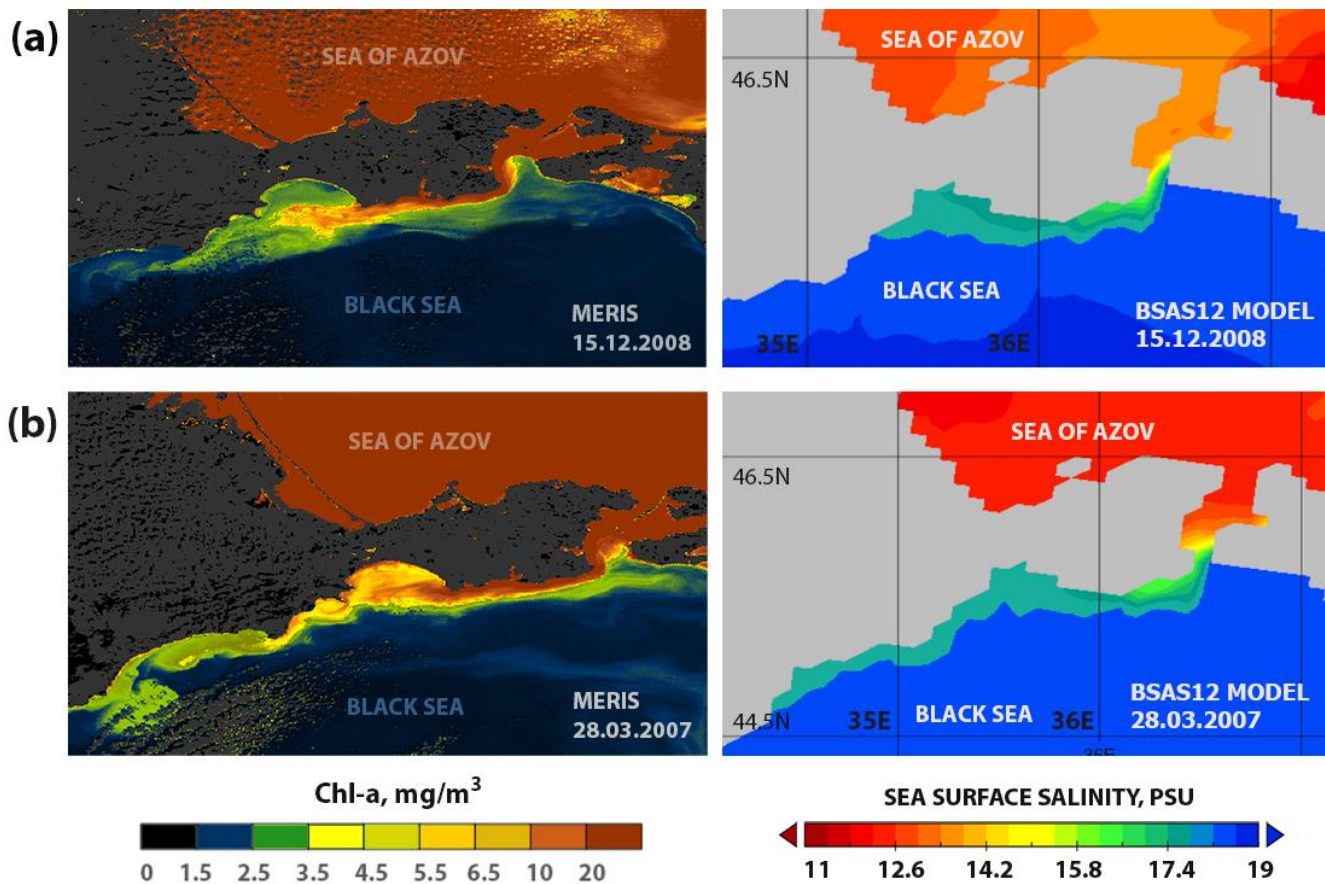 (a)
SEA OF AZOV
BLACK SEA
MERIS
15.12.2008
SEA OF AZOV
46.5N
BLACK SEA
35E
36E
BSAS12 MODEL
15.12.2008
(b)
SEA OF AZOV
BLACK SEA
MERIS
28.03.2007
SEA OF AZOV
46.5N
44.5N
35E
BLACK SEA
36E
BSAS12 MODEL
28.03.2007
36E
Chl-a, mg/m³
0 1.5 2.5 3.5 4.5 5.5 6.5 10 20
SEA SURFACE SALINITY, PSU
11 12.6 14.2 15.8 17.4 19